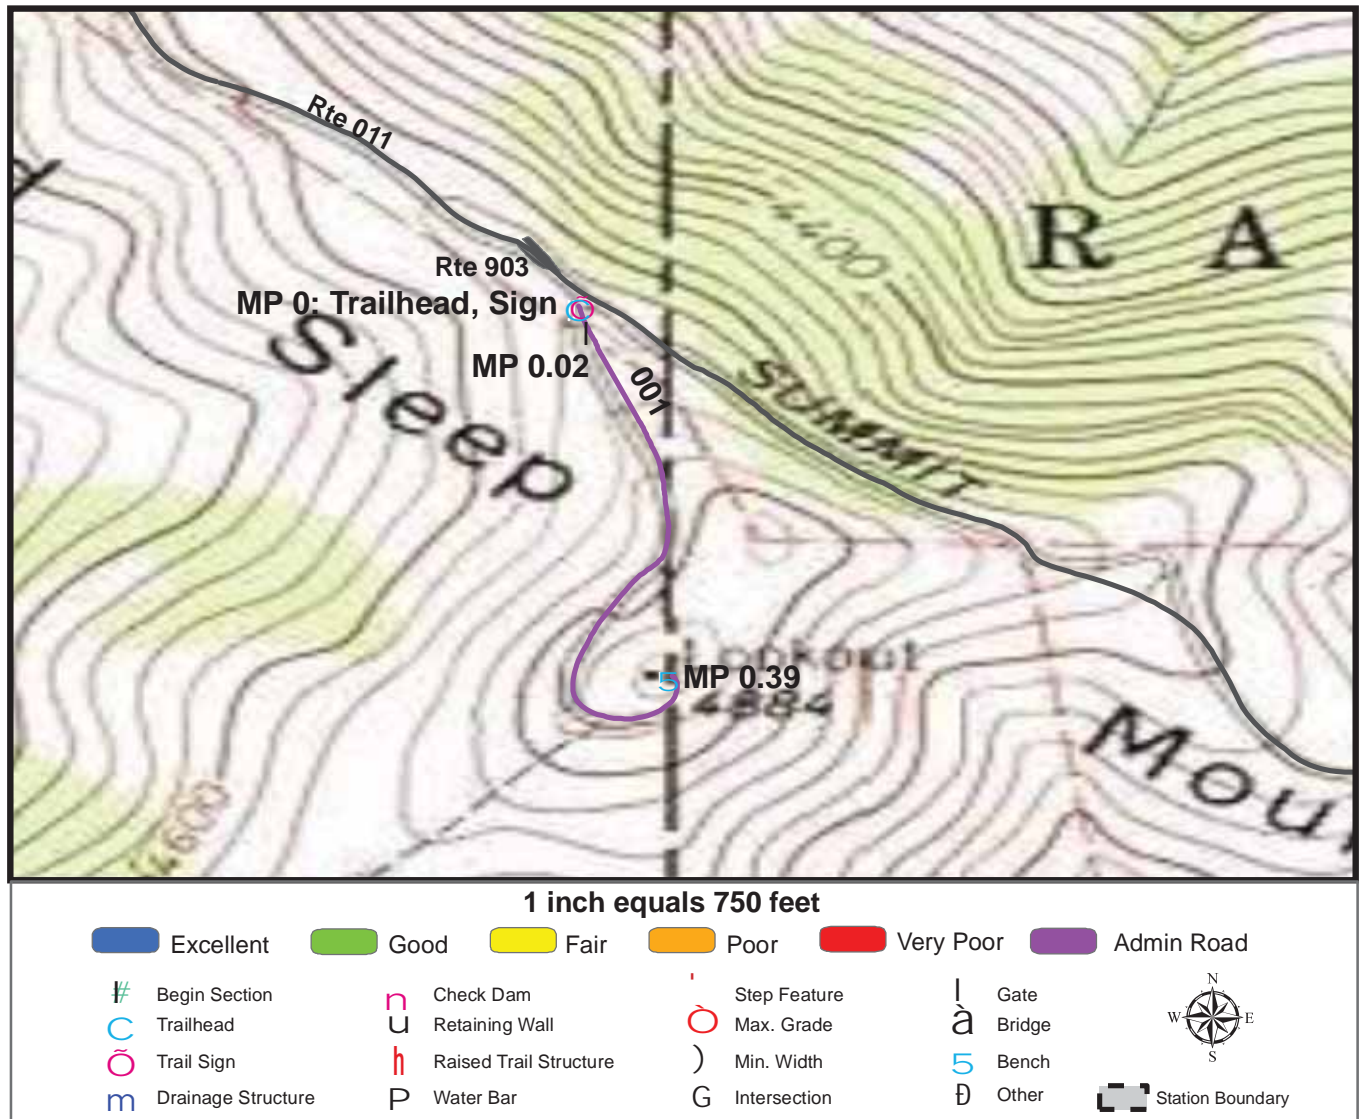 Rte 011
d
R A
4400
Rte 903
MP 0: Trailhead, Sign
Sleep
MP 0.02
001
SUMMIT
Lookout
MP 0.39
4884
Mou
4600
1 inch equals 750 feet
Excellent Good Fair Poor Very Poor Admin Road
# Begin Section n Check Dam ' Step Feature | Gate N
C Trailhead u Retaining Wall Ò Max. Grade à Bridge W E
Õ Trail Sign h Raised Trail Structure ) Min. Width 5 Bench S
m Drainage Structure P Water Bar G Intersection Ð Other Station Boundary